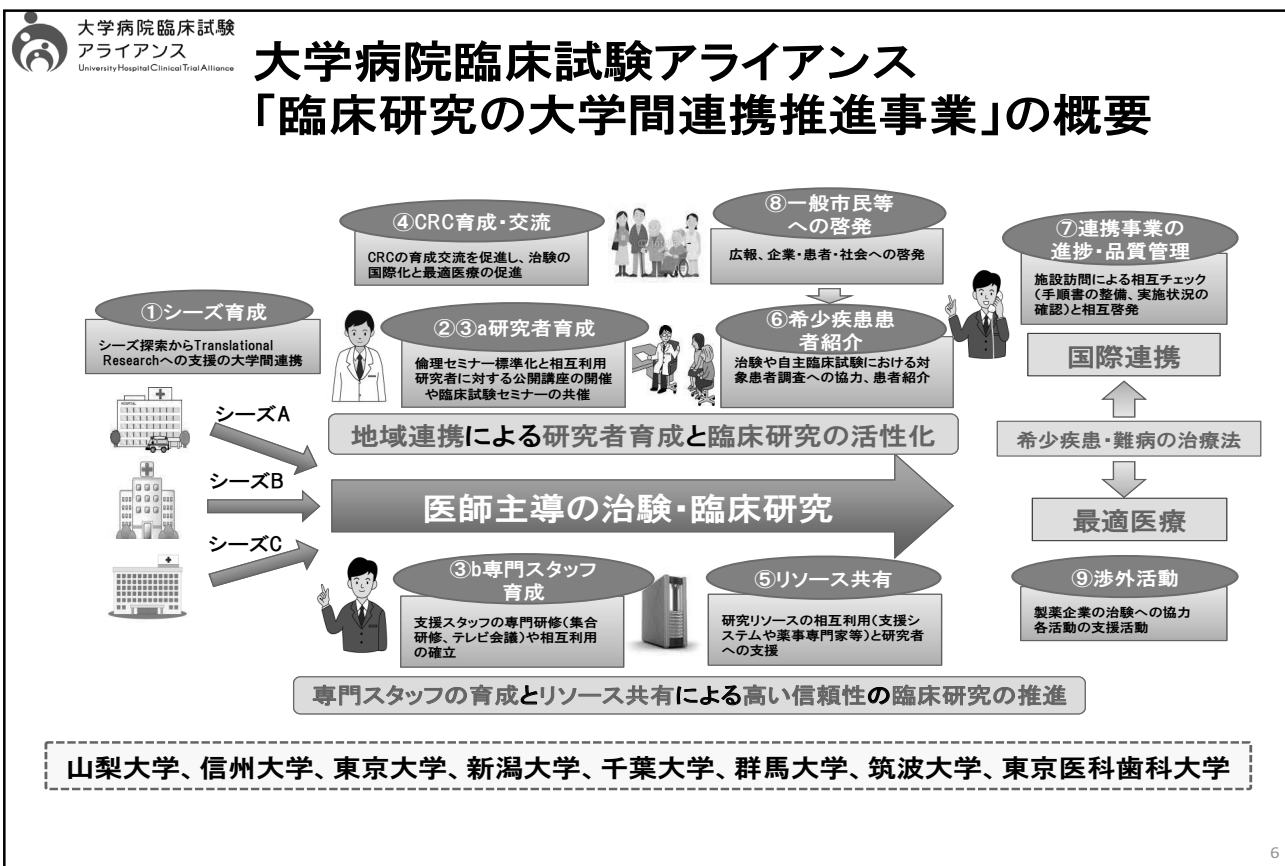 大学病院臨床試験
アライアンス
University Hospital Clinical Trial Alliance
大学病院臨床試験アライアンス
「臨床研究の大学間連携推進事業」の概要
④CRC育成・交流
CRCの育成交流を促進し、治験の
国際化と最適医療の促進
⑧一般市民等
への啓発
広報、企業・患者・社会への啓発
⑦連携事業の
進捗・品質管理
施設訪問による相互チェック
(手順書の整備、実施状況の
確認)と相互啓発
①シーズ育成
シーズ探索からTranslational
Researchへの支援の大学間連携
②③a研究者育成
倫理セミナー標準化と相互利用
研究者に対する公開講座の開催
や臨床試験セミナーの共催
⑥希少疾患患
者紹介
治験や自主臨床試験における対
象患者調査への協力、患者紹介
国際連携
HOSPITAL
シーズA
地域連携による研究者育成と臨床研究の活性化
希少疾患・難病の治療法
シーズB
医師主導の治験・臨床研究
最適医療
シーズC
③b専門スタッフ
育成
支援スタッフの専門研修(集合
研修、テレビ会議)や相互利用
の確立
⑤リソース共有
研究リソースの相互利用(支援シ
ステムや薬事専門家等)と研究者
への支援
⑨渉外活動
製薬企業の治験への協力
各活動の支援活動
専門スタッフの育成とリソース共有による高い信頼性の臨床研究の推進
山梨大学、信州大学、東京大学、新潟大学、千葉大学、群馬大学、筑波大学、東京医科歯科大学
6